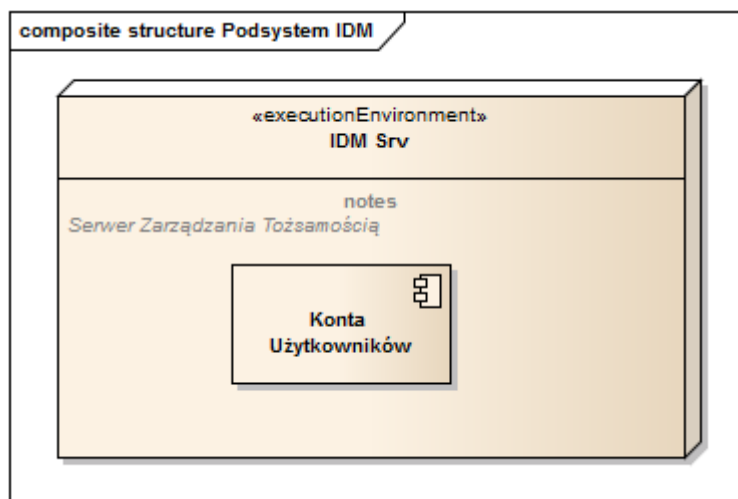 composite structure Podsystem IDM
«executionEnvironment»
IDM Srv
notes
Serwer Zarządzania Tożsamością
Konta
Użytkowników